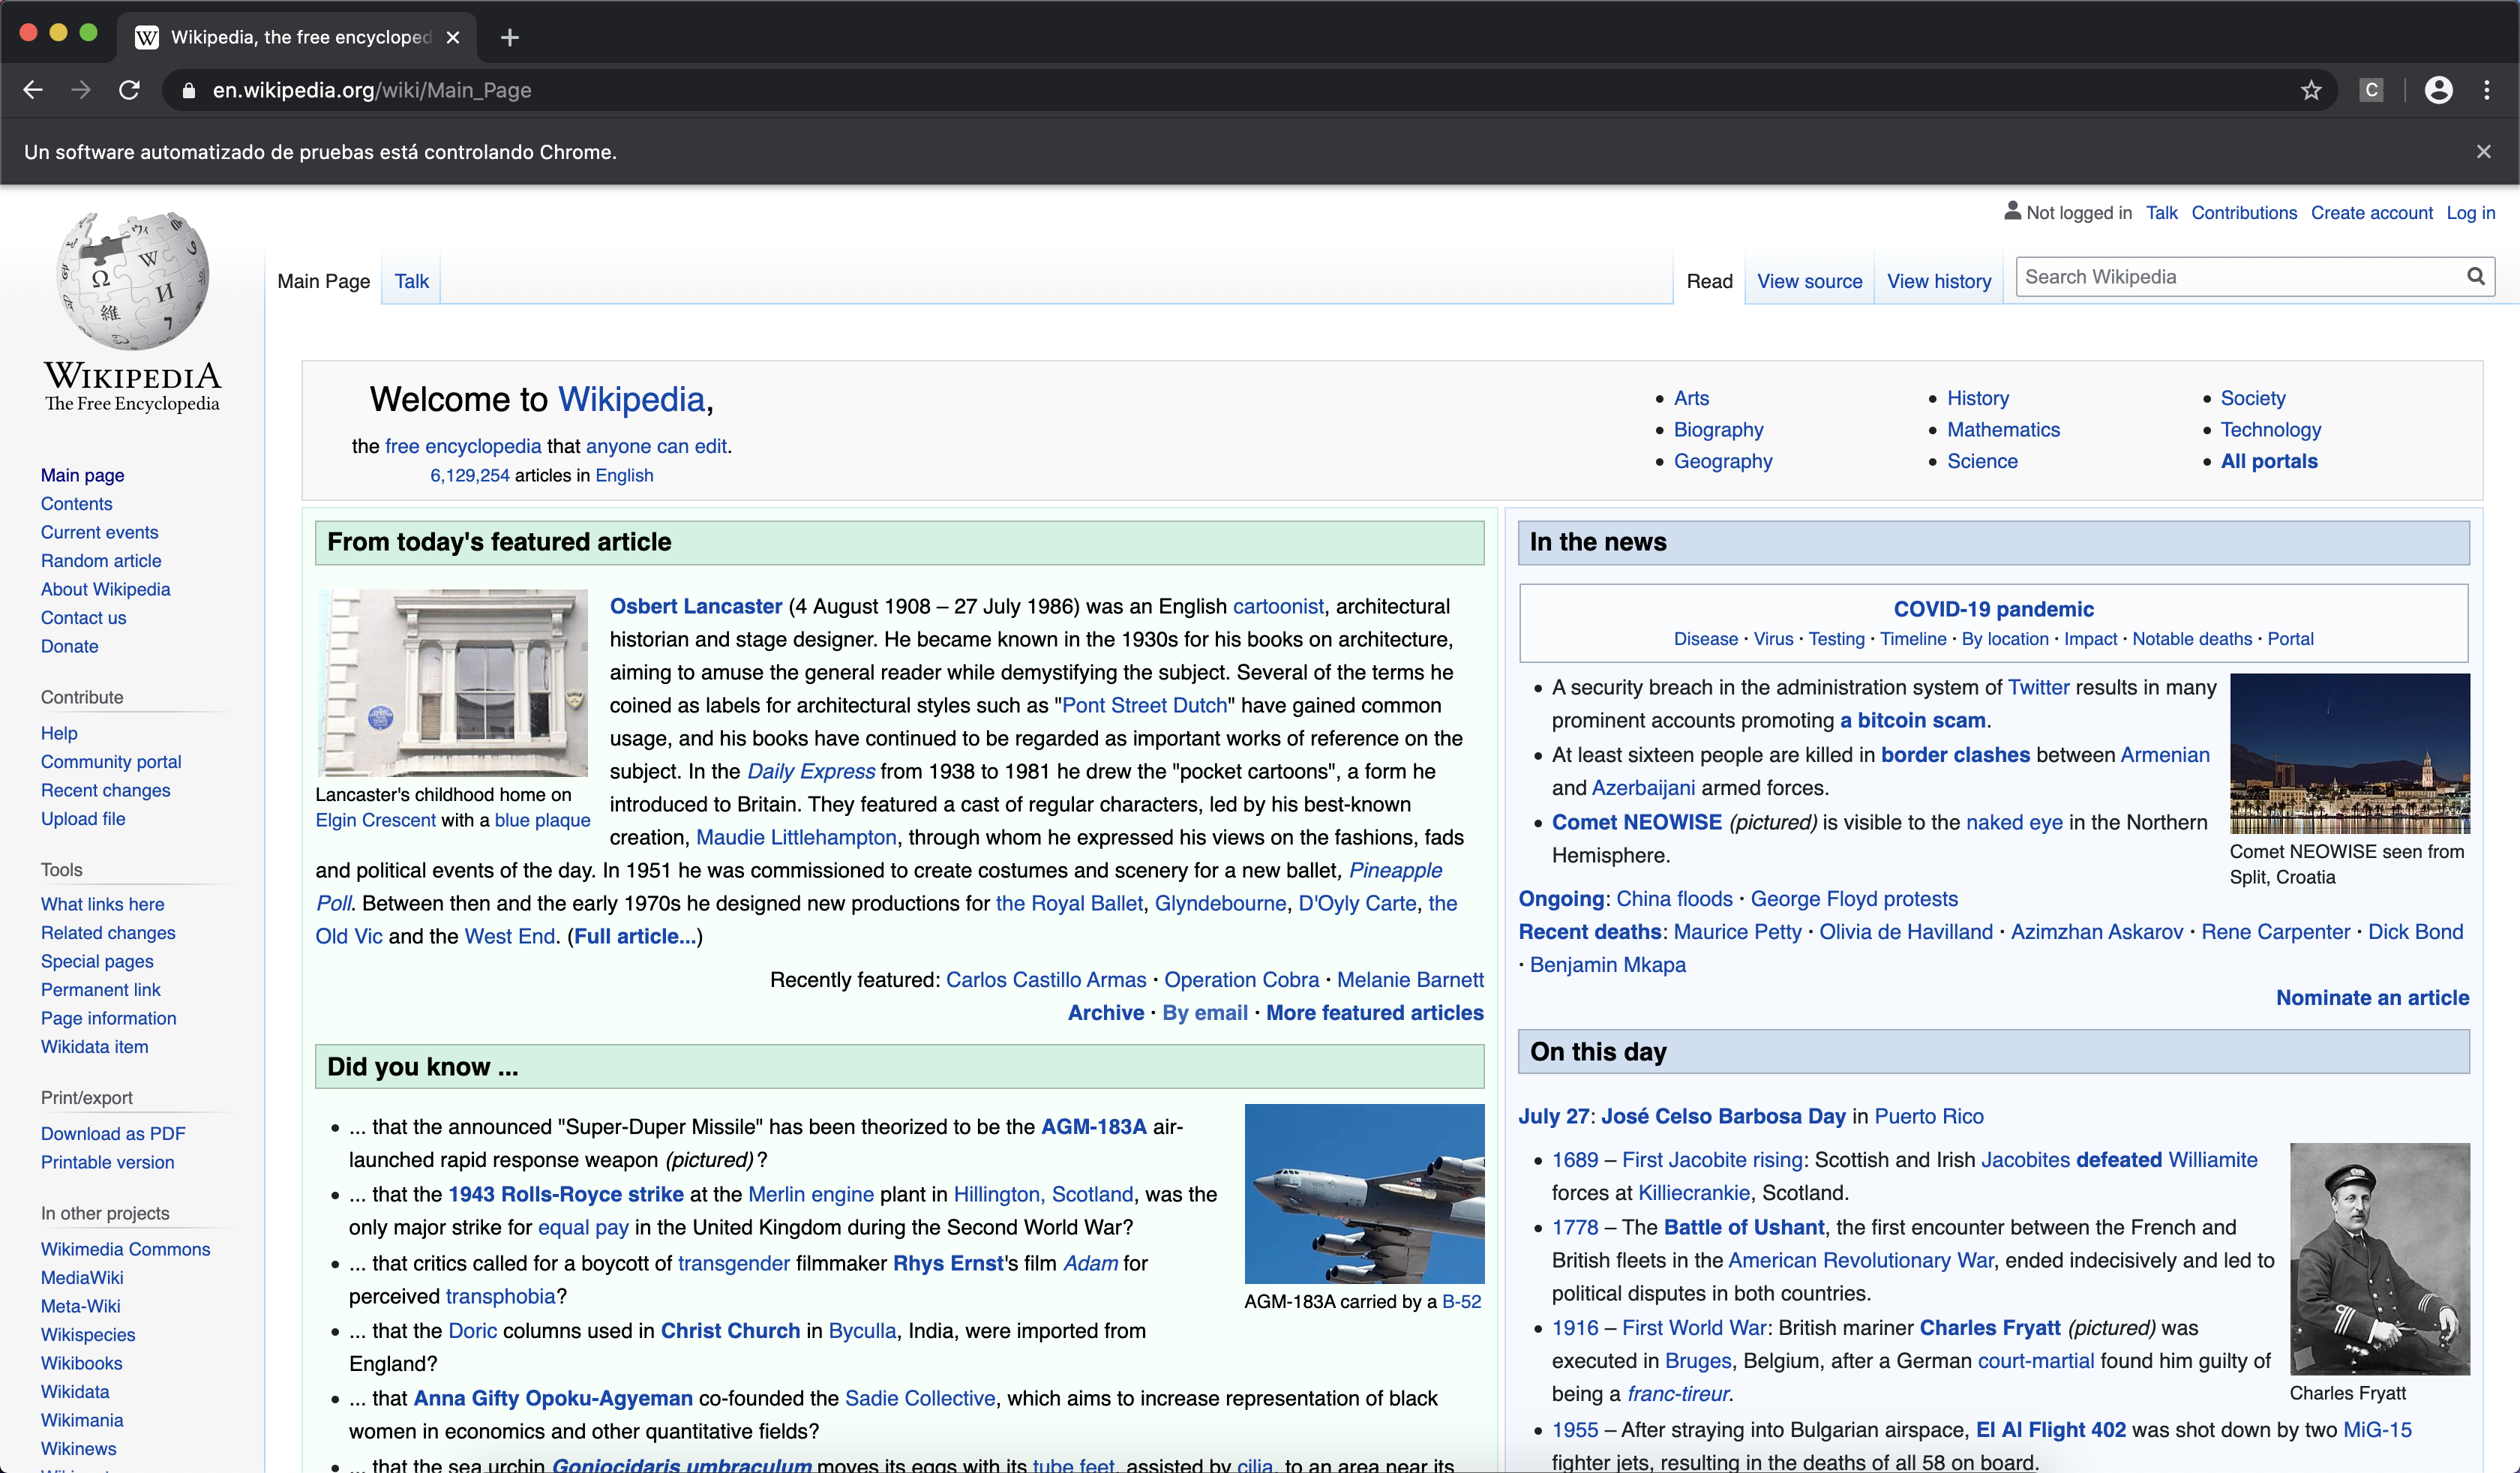 Wikipedia, the free encycloped
en.wikipedia.org/wiki/Main_Page
C
Un software automatizado de pruebas está controlando Chrome.
Not logged in Talk Contributions Create account Log in
Main Page Talk
Read View source View history Search Wikipedia
WIKIPEDIA
The Free Encyclopedia
Main page
Contents
Current events
Random article
About Wikipedia
Contact us
Donate
Contribute
Help
Community portal
Recent changes
Upload file
Tools
What links here
Related changes
Special pages
Permanent link
Page information
Wikidata item
Print/export
Download as PDF
Printable version
In other projects
Wikimedia Commons
MediaWiki
Meta-Wiki
Wikispecies
Wikibooks
Wikidata
Wikimania
Wikinews
Welcome to Wikipedia,
the free encyclopedia that anyone can edit.
6,129,254 articles in English
• Arts
• Biography
• Geography
• History
• Mathematics
• Science
• Society
• Technology
• All portals
From today's featured article
Lancaster's childhood home on
Elgin Crescent with a blue plaque
Osbert Lancaster (4 August 1908 – 27 July 1986) was an English cartoonist, architectural
historian and stage designer. He became known in the 1930s for his books on architecture,
aiming to amuse the general reader while demystifying the subject. Several of the terms he
coined as labels for architectural styles such as "Pont Street Dutch" have gained common
usage, and his books have continued to be regarded as important works of reference on the
subject. In the Daily Express from 1938 to 1981 he drew the "pocket cartoons", a form he
introduced to Britain. They featured a cast of regular characters, led by his best-known
creation, Maudie Littlehampton, through whom he expressed his views on the fashions, fads
and political events of the day. In 1951 he was commissioned to create costumes and scenery for a new ballet, Pineapple
Poll. Between then and the early 1970s he designed new productions for the Royal Ballet, Glyndebourne, D'Oyly Carte, the
Old Vic and the West End. (Full article...)
Recently featured: Carlos Castillo Armas · Operation Cobra · Melanie Barnett
Archive · By email · More featured articles
Did you know ...
• ... that the announced "Super-Duper Missile" has been theorized to be the AGM-183A air-
launched rapid response weapon (pictured)?
• ... that the 1943 Rolls-Royce strike at the Merlin engine plant in Hillington, Scotland, was the
only major strike for equal pay in the United Kingdom during the Second World War?
• ... that critics called for a boycott of transgender filmmaker Rhys Ernst's film Adam for
perceived transphobia?
• ... that the Doric columns used in Christ Church in Byculla, India, were imported from
England?
• ... that Anna Gifty Opoku-Agyeman co-founded the Sadie Collective, which aims to increase representation of black
women in economics and other quantitative fields?
• ... that the sea urchin Goniocidaris umbraculum moves its eggs with its tube feet, assisted by cilia, to an area near its
AGM-183A carried by a B-52
In the news
COVID-19 pandemic
Disease · Virus · Testing · Timeline · By location · Impact · Notable deaths · Portal
• A security breach in the administration system of Twitter results in many
prominent accounts promoting a bitcoin scam.
• At least sixteen people are killed in border clashes between Armenian
and Azerbaijani armed forces.
• Comet NEOWISE (pictured) is visible to the naked eye in the Northern
Hemisphere.
Comet NEOWISE seen from
Split, Croatia
Ongoing: China floods · George Floyd protests
Recent deaths: Maurice Petty · Olivia de Havilland · Azimzhan Askarov · Rene Carpenter · Dick Bond
· Benjamin Mkapa
Nominate an article
On this day
July 27: José Celso Barbosa Day in Puerto Rico
• 1689 – First Jacobite rising: Scottish and Irish Jacobites defeated Williamite
forces at Killiecrankie, Scotland.
• 1778 – The Battle of Ushant, the first encounter between the French and
British fleets in the American Revolutionary War, ended indecisively and led to
political disputes in both countries.
• 1916 – First World War: British mariner Charles Fryatt (pictured) was
executed in Bruges, Belgium, after a German court-martial found him guilty of
being a franc-tireur.
• 1955 – After straying into Bulgarian airspace, El Al Flight 402 was shot down by two MiG-15
fighter jets, resulting in the deaths of all 58 on board.
Charles Fryatt